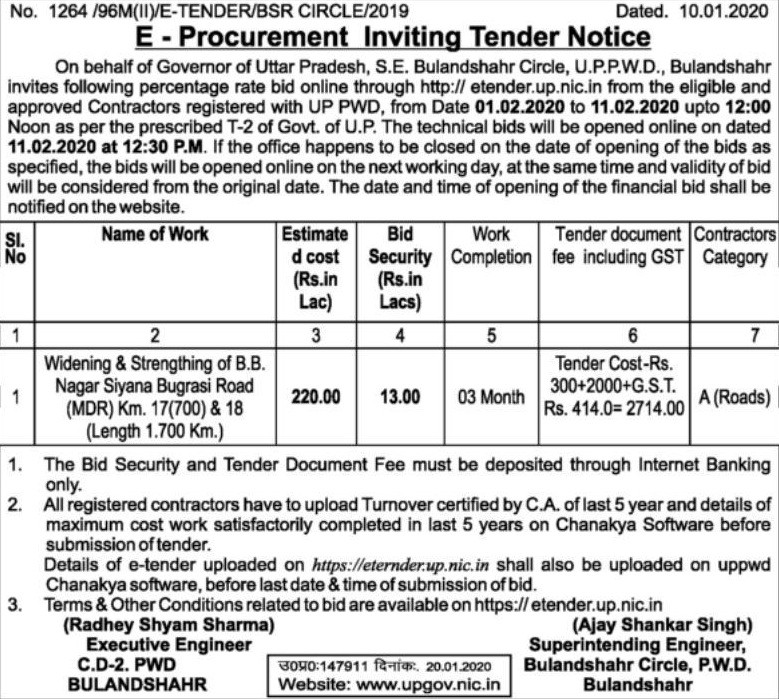 No. 1264 /96M(II)/E-TENDER/BSR CIRCLE/2019 Dated. 10.01.2020
E - Procurement Inviting Tender Notice
On behalf of Governor of Uttar Pradesh, S.E. Bulandshahr Circle, U.P.P.W.D., Bulandshahr
invites following percentage rate bid online through http:// etender.up.nic.in from the eligible and
approved Contractors registered with UP PWD, from Date 01.02.2020 to 11.02.2020 upto 12:00
Noon as per the prescribed T-2 of Govt. of U.P. The technical bids will be opened online on dated
11.02.2020 at 12:30 P.M. If the office happens to be closed on the date of opening of the bids as
specified, the bids will be opened online on the next working day, at the same time and validity of bid
will be considered from the original date. The date and time of opening of the financial bid shall be
notified on the website.
Sl. Name of Work Estimate Bid Work Tender document Contractors
No d cost Security Completion fee including GST Category
(Rs.in (Rs.in
Lac) Lacs)
1 2 3 4 5 6 7
Widening & Strengthing of B.B. Tender Cost-Rs.
1 Nagar Siyana Bugrasi Road 220.00 13.00 03 Month 300+2000+G.S.T. A (Roads)
(MDR) Km. 17(700) & 18 Rs. 414.0= 2714.00
(Length 1.700 Km.)
1. The Bid Security and Tender Document Fee must be deposited through Internet Banking
only.
2. All registered contractors have to upload Turnover certified by C.A. of last 5 year and details of
maximum cost work satisfactorily completed in last 5 years on Chanakya Software before
submission of tender.
Details of e-tender uploaded on https://eternder.up.nic.in shall also be uploaded on uppwd
Chanakya software, before last date & time of submission of bid.
3. Terms & Other Conditions related to bid are available on https:// etender.up.nic.in
(Radhey Shyam Sharma) (Ajay Shankar Singh)
Executive Engineer Superintending Engineer,
C.D-2. PWD उ०प्र०:147911 दिनांक:. 20.01.2020 Bulandshahr Circle, P.W.D.
BULANDSHAHR Website: www.upgov.nic.in Bulandshahr